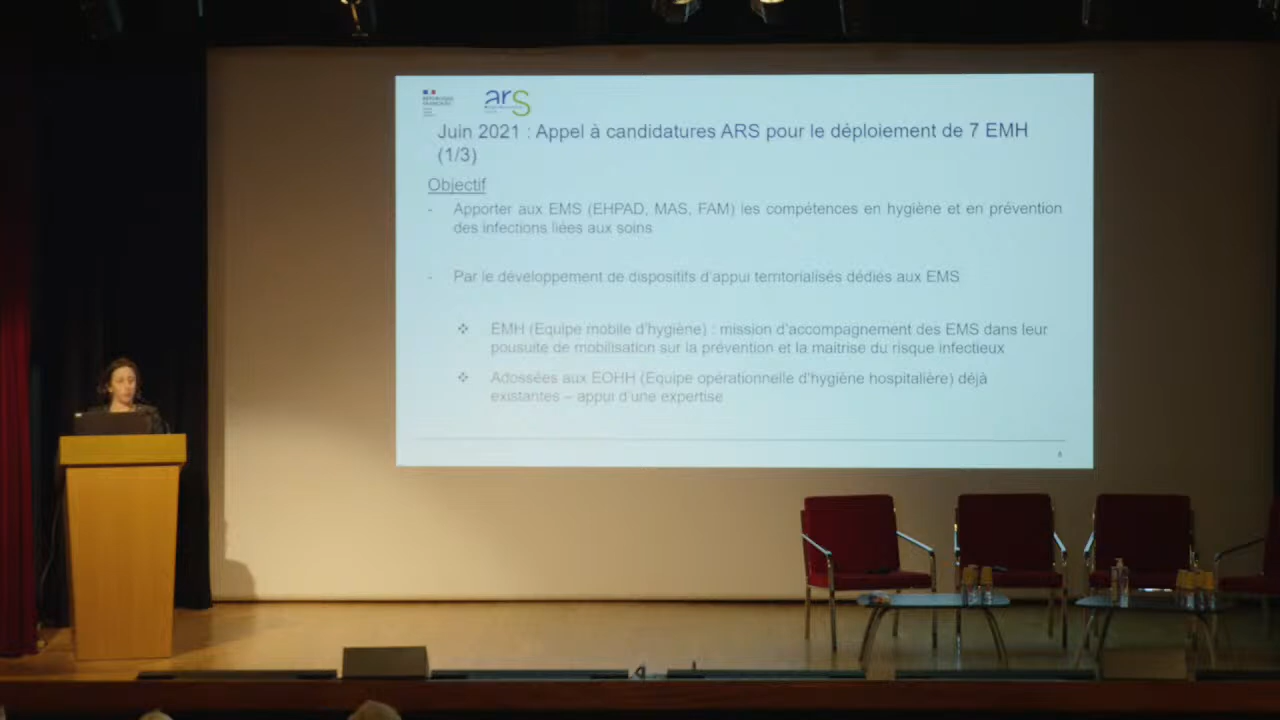 RÉPUBLIQUE
FRANÇAISE
ars
Juin 2021 : Appel à candidatures ARS pour le déploiement de 7 EMH
(1/3)
Objectif
- Apporter aux EMS (EHPAD, MAS, FAM) les compétences en hygiène et en prévention
des infections liées aux soins
- Par le développement de dispositifs d'appui territorialisés dédiés aux EMS
❖ EMH (Equipe mobile d'hygiène) : mission d'accompagnement des EMS dans leur
pousuite de mobilisation sur la prévention et la maitrise du risque infectieux
❖ Adossées aux EOHH (Equipe opérationnelle d'hygiène hospitalière) déjà
existantes – appui d'une expertise